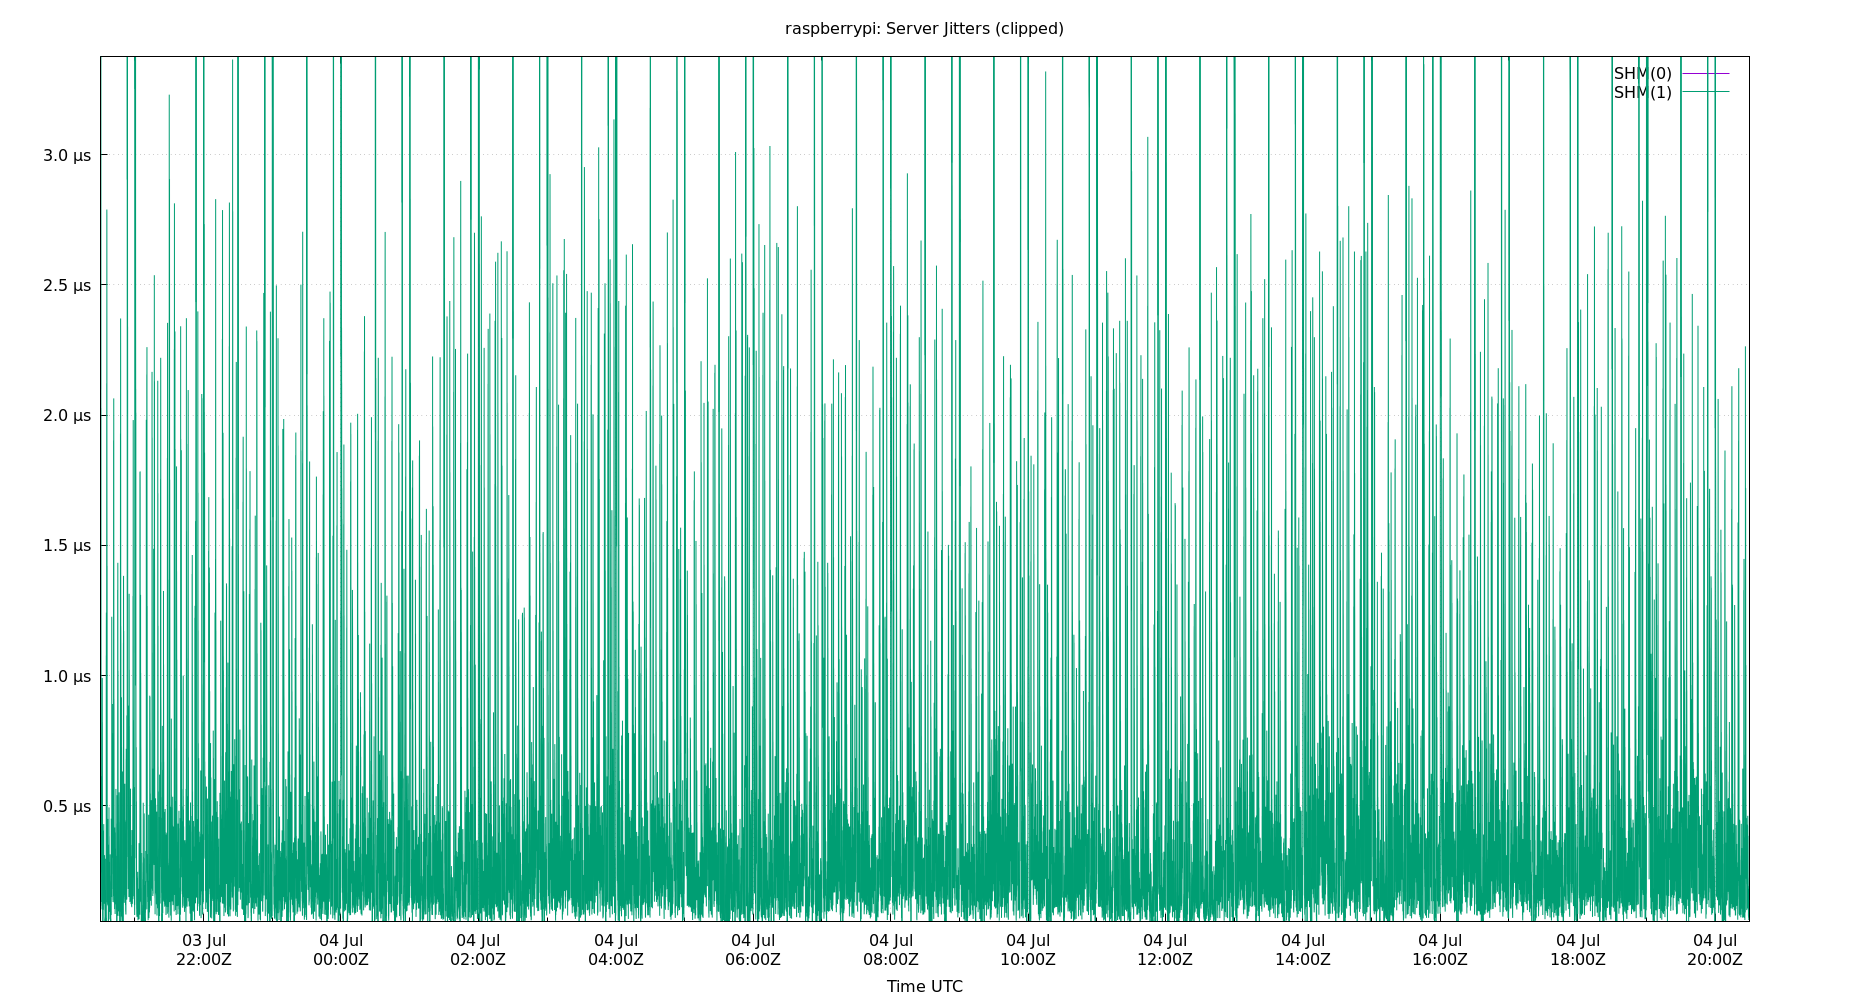 raspberrypi: Server Jitters (clipped)
SHM(0)
SHM(1)
3.0 µs
2.5 µs
2.0 µs
1.5 µs
1.0 µs
0.5 µs
03 Jul 04 Jul 04 Jul 04 Jul 04 Jul 04 Jul 04 Jul 04 Jul 04 Jul 04 Jul 04 Jul 04 Jul
22:00Z 00:00Z 02:00Z 04:00Z 06:00Z 08:00Z 10:00Z 12:00Z 14:00Z 16:00Z 18:00Z 20:00Z
Time UTC